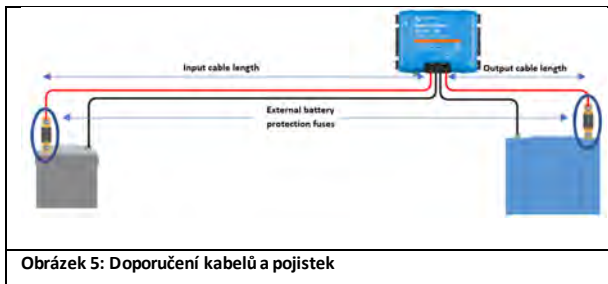 Input cable length
Output cable length
External battery
protection fuses
Obrázek 5: Doporučení kabelů a pojistek